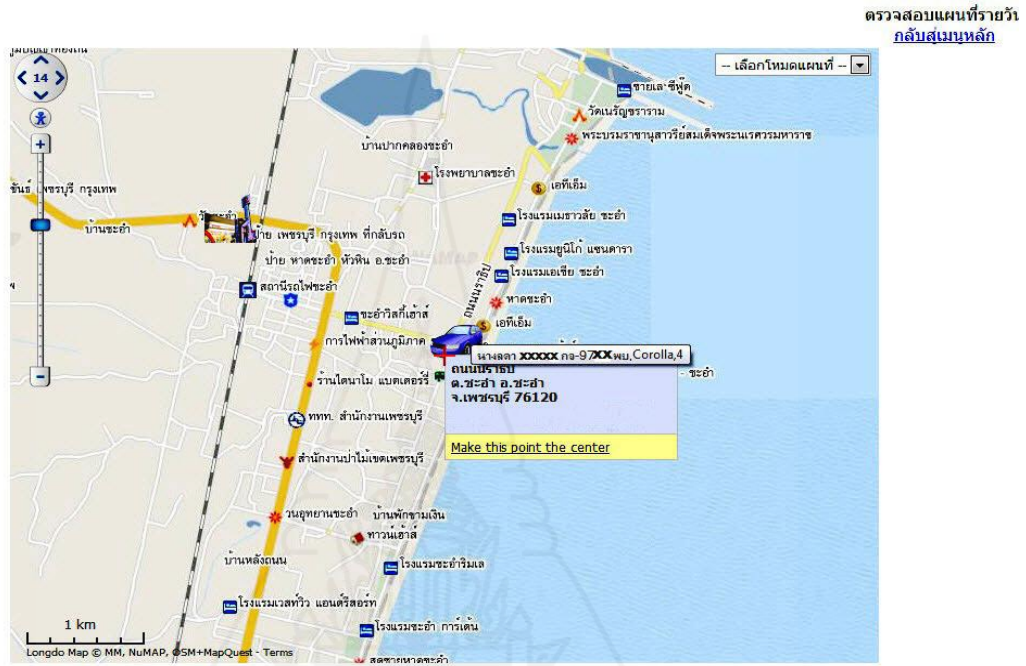 ตรวจสอบแผนที่รายวัน
กลับสู่เมนูหลัก
14
-- เลือกโหมดแผนที่ --
ชายเล ซีฟู้ด
วัดเนรัญชราราม
พระบรมราชานุสาวรีย์สมเด็จพระนเรศวรมหาราช
บ้านปากคลองชะอำ
โรงพยาบาลชะอำ
เอทีเอ็ม
เพชรบุรี กรุงเทพ
บ้านชะอำ
โรงแรมเมธาวลัย ชะอำ
ป้าย เพชรบุรี กรุงเทพ ที่กลับรถ
ป้าย หาดชะอำ หัวหิน อ.ชะอำ
โรงแรมยูนิโก้ แซนดารา
NuMAP
โรงแรมเอเชีย ชะอำ
สถานีรถไฟชะอำ
ถนนนราธิป
หาดชะอำ
ชะอำวิลกี้เฮาส์
เอทีเอ็ม
การไฟฟ้าส่วนภูมิภาค
นางลดา xxxxx กจ-97XX พบ,Corolla,4
ถนนนราธิป
ต.ชะอำ อ.ชะอำ
จ.เพชรบุรี 76120
- ชะอำ
ร้านไดนาโม แบตเตอร์รี่
ททท. สำนักงานเพชรบุรี
Make this point the center
สำนักงานป่าไม้เขตเพชรบุรี
วนอุทยานชะอำ
บ้านพักขามเงิน
ทาวน์เฮ้าส์
บ้านหลังถนน
โรงแรมชะอำริมเล
โรงแรมเวสท์วิว แอนด์รีสอร์ท
1 km
โรงแรมชะอำ การ์เด้น
Longdo Map © MM, NuMAP, OSM+MapQuest - Terms
สุดชายหาดชะอำ